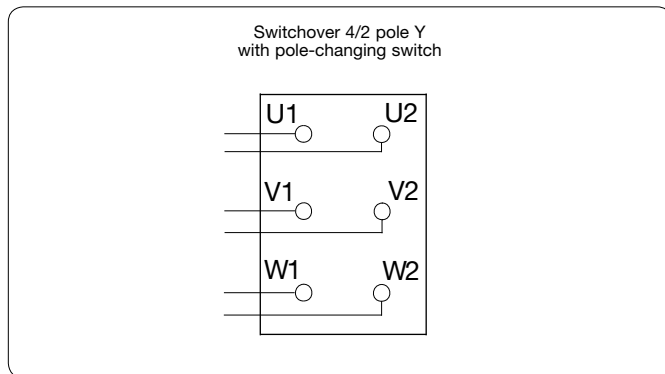 Switchover 4/2 pole Y
with pole-changing switch
U1 U2
V1 V2
W1 W2